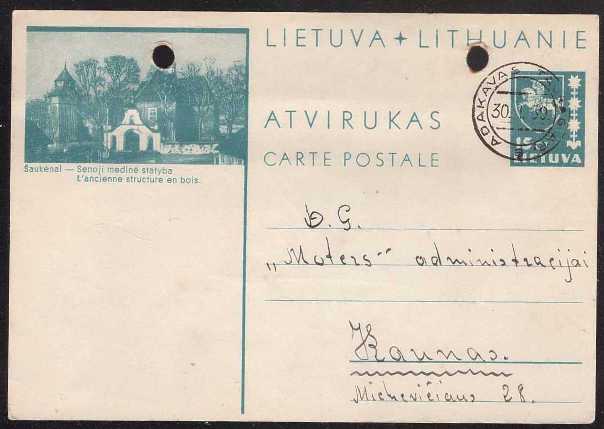 LIETUVA + LITHUANIE
ATVIRUKAS
CARTE POSTALE
Šaukėnai — Senoji medinė statyba
L'ancienne structure en bois.
ADAKAVAS
30
LIETUVA
D. G.
„Moters" administracijai
Kaunas.
Mickevičiaus 28.